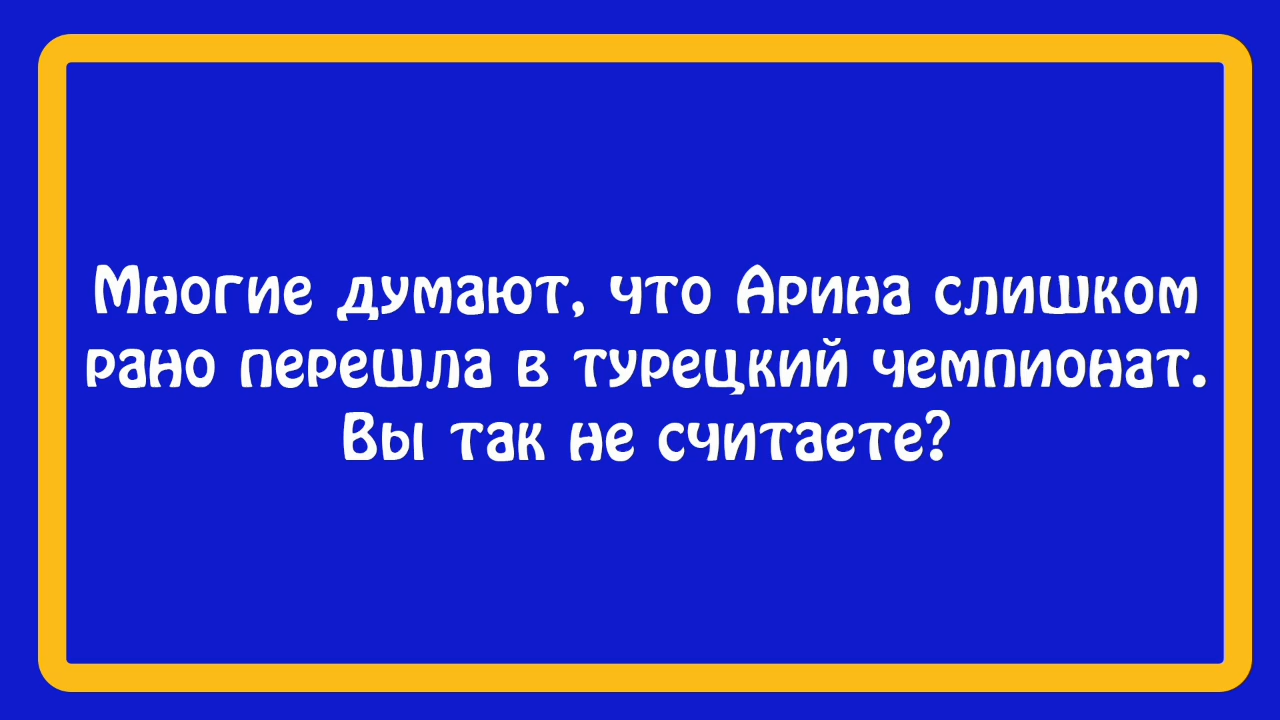 Многие думают, что Арина слишком
рано перешла в турецкий чемпионат.
Вы так не считаете?